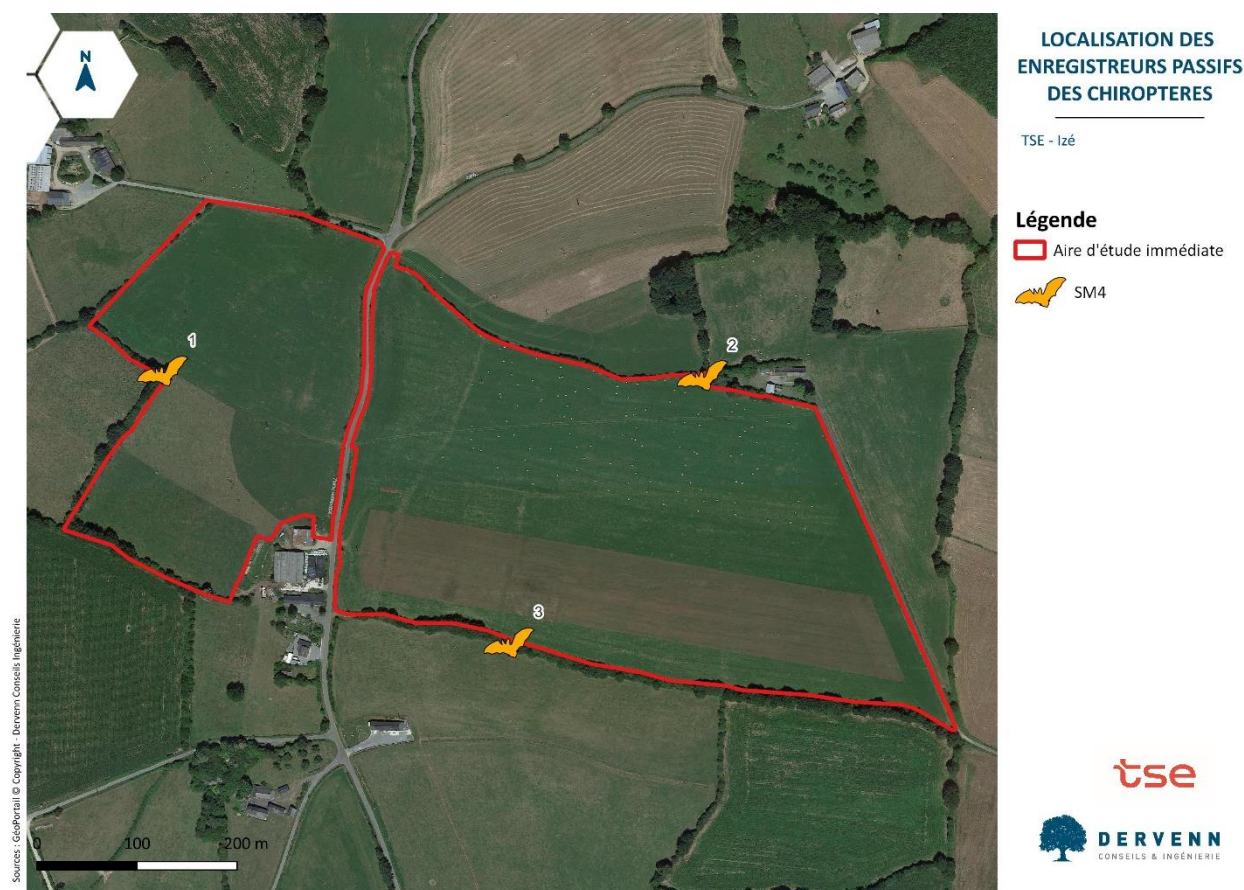 N
LOCALISATION DES
ENREGISTREURS PASSIFS
DES CHIROPTERES
TSE - Izé
Légende
Aire d'étude immédiate
SM4
1
2
3
0 100 200 m
Sources : GéoPortail © Copyright - Dervenn Conseils Ingénierie
tse
DERVENN
CONSEILS & INGÉNIERIE